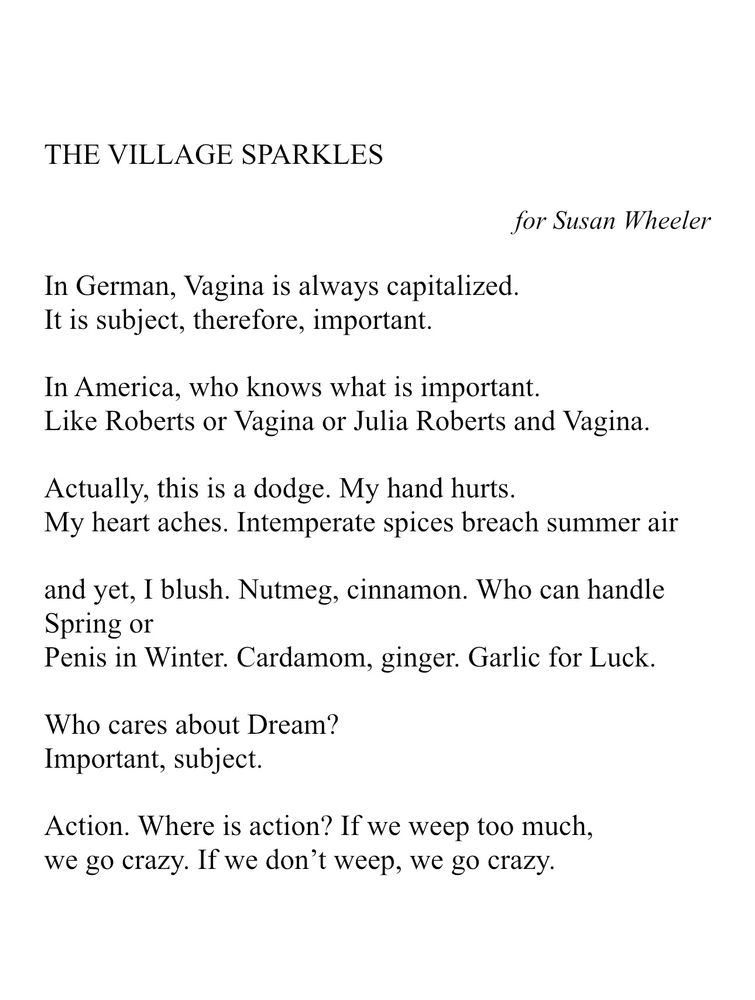 THE VILLAGE SPARKLES
for Susan Wheeler
In German, Vagina is always capitalized.
It is subject, therefore, important.
In America, who knows what is important.
Like Roberts or Vagina or Julia Roberts and Vagina.
Actually, this is a dodge. My hand hurts.
My heart aches. Intemperate spices breach summer air
and yet, I blush. Nutmeg, cinnamon. Who can handle
Spring or
Penis in Winter. Cardamom, ginger. Garlic for Luck.
Who cares about Dream?
Important, subject.
Action. Where is action? If we weep too much,
we go crazy. If we don’t weep, we go crazy.